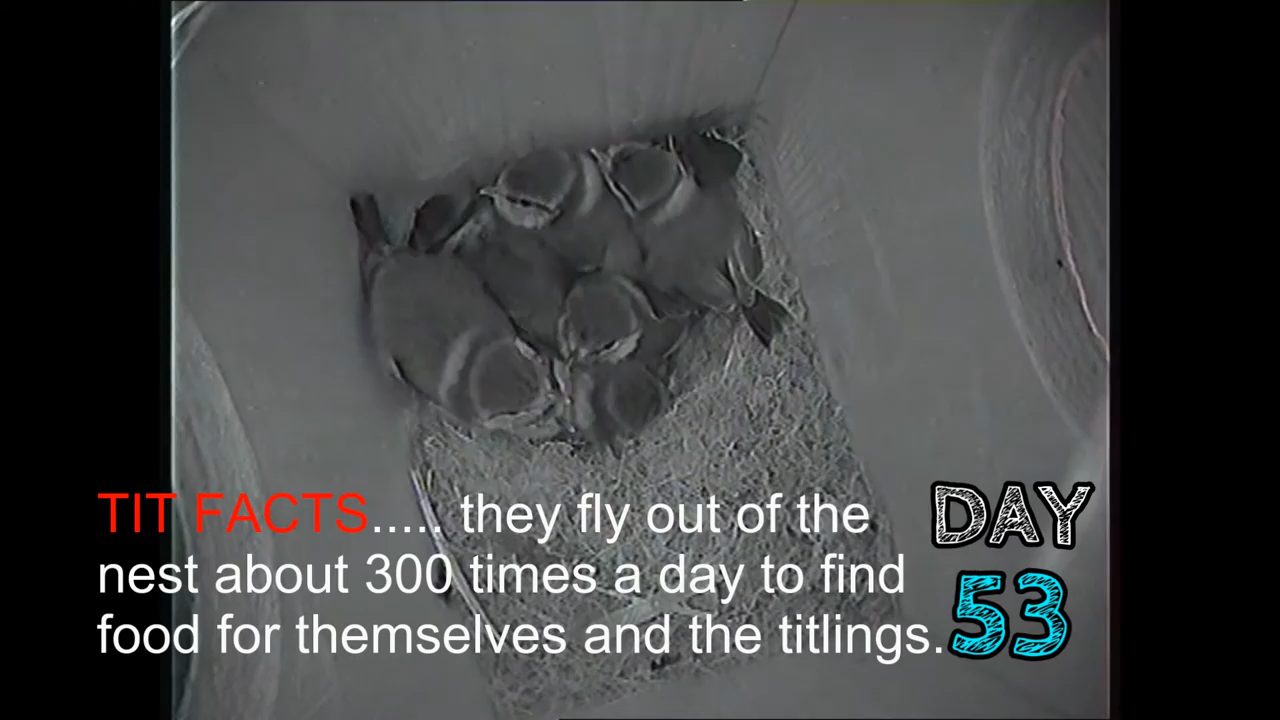 TIT FACTS..... they fly out of the
nest about 300 times a day to find
food for themselves and the titlings.
DAY
53